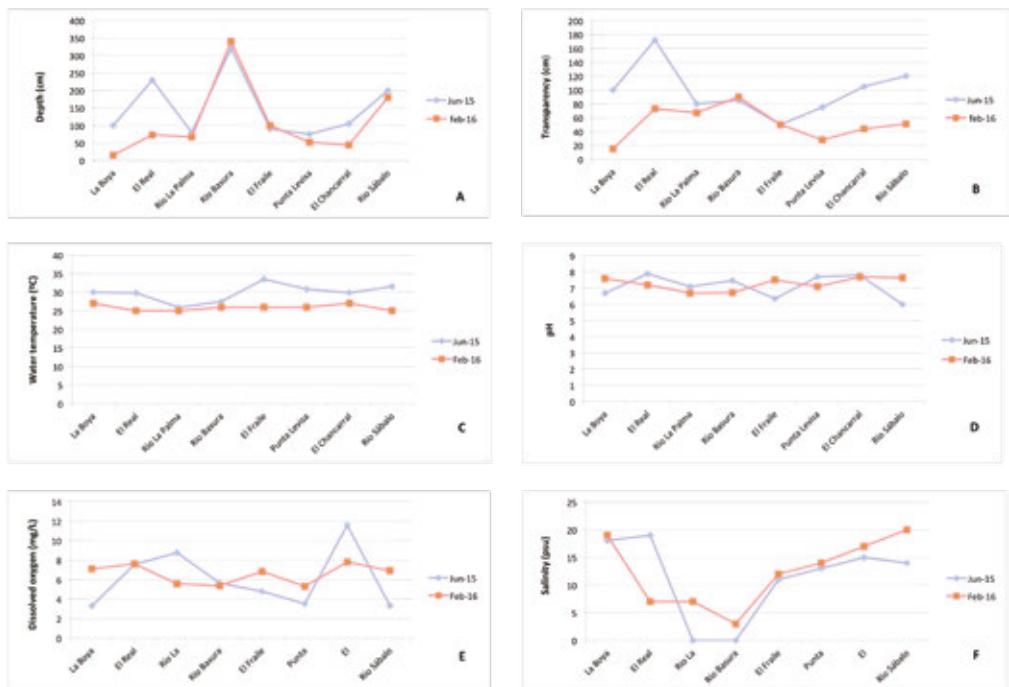 Depth (cm)
400
350
300
250
200
150
100
50
0
La Boya
El Real
Rio La Palma
Rio Basura
El Fraile
Punta Levisa
El Chancarral
Rio Sábalo
Jun-15
Feb-16
A
Transparency (cm)
200
180
160
140
120
100
80
60
40
20
0
La Boya
El Real
Rio La Palma
Rio Basura
El Fraile
Punta Levisa
El Chancarral
Rio Sábalo
Jun-15
Feb-16
B
Water temperature (ºC)
40
35
30
25
20
15
10
5
0
La Boya
El Real
Rio La Palma
Rio Basura
El Fraile
Punta Levisa
El Chancarral
Rio Sábalo
Jun-15
Feb-16
C
pH
9
8
7
6
5
4
3
2
1
0
La Boya
El Real
Rio La Palma
Rio Basura
El Fraile
Punta Levisa
El Chancarral
Rio Sábalo
Jun-15
Feb-16
D
Dissolved oxygen (mg/L)
14
12
10
8
6
4
2
0
La Boya
El Real
Rio La
Rio Basura
El Fraile
Punta
El
Rio Sábalo
Jun-15
Feb-16
E
Salinity (psu)
25
20
15
10
5
0
La Boya
El Real
Rio La
Rio Basura
El Fraile
Punta
El
Rio Sábalo
Jun-15
Feb-16
F